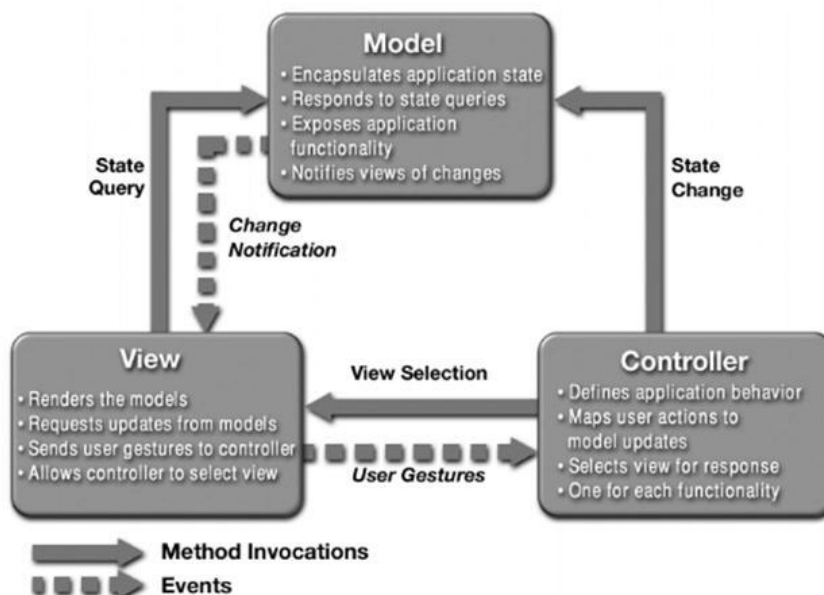 Model
• Encapsulates application state
• Responds to state queries
• Exposes application
functionality
• Notifies views of changes
State
Query
State
Change
Change
Notification
View
• Renders the models
• Requests updates from models
• Sends user gestures to controller
• Allows controller to select view
View Selection
User Gestures
Controller
• Defines application behavior
• Maps user actions to
model updates
• Selects view for response
• One for each functionality
Method Invocations
Events